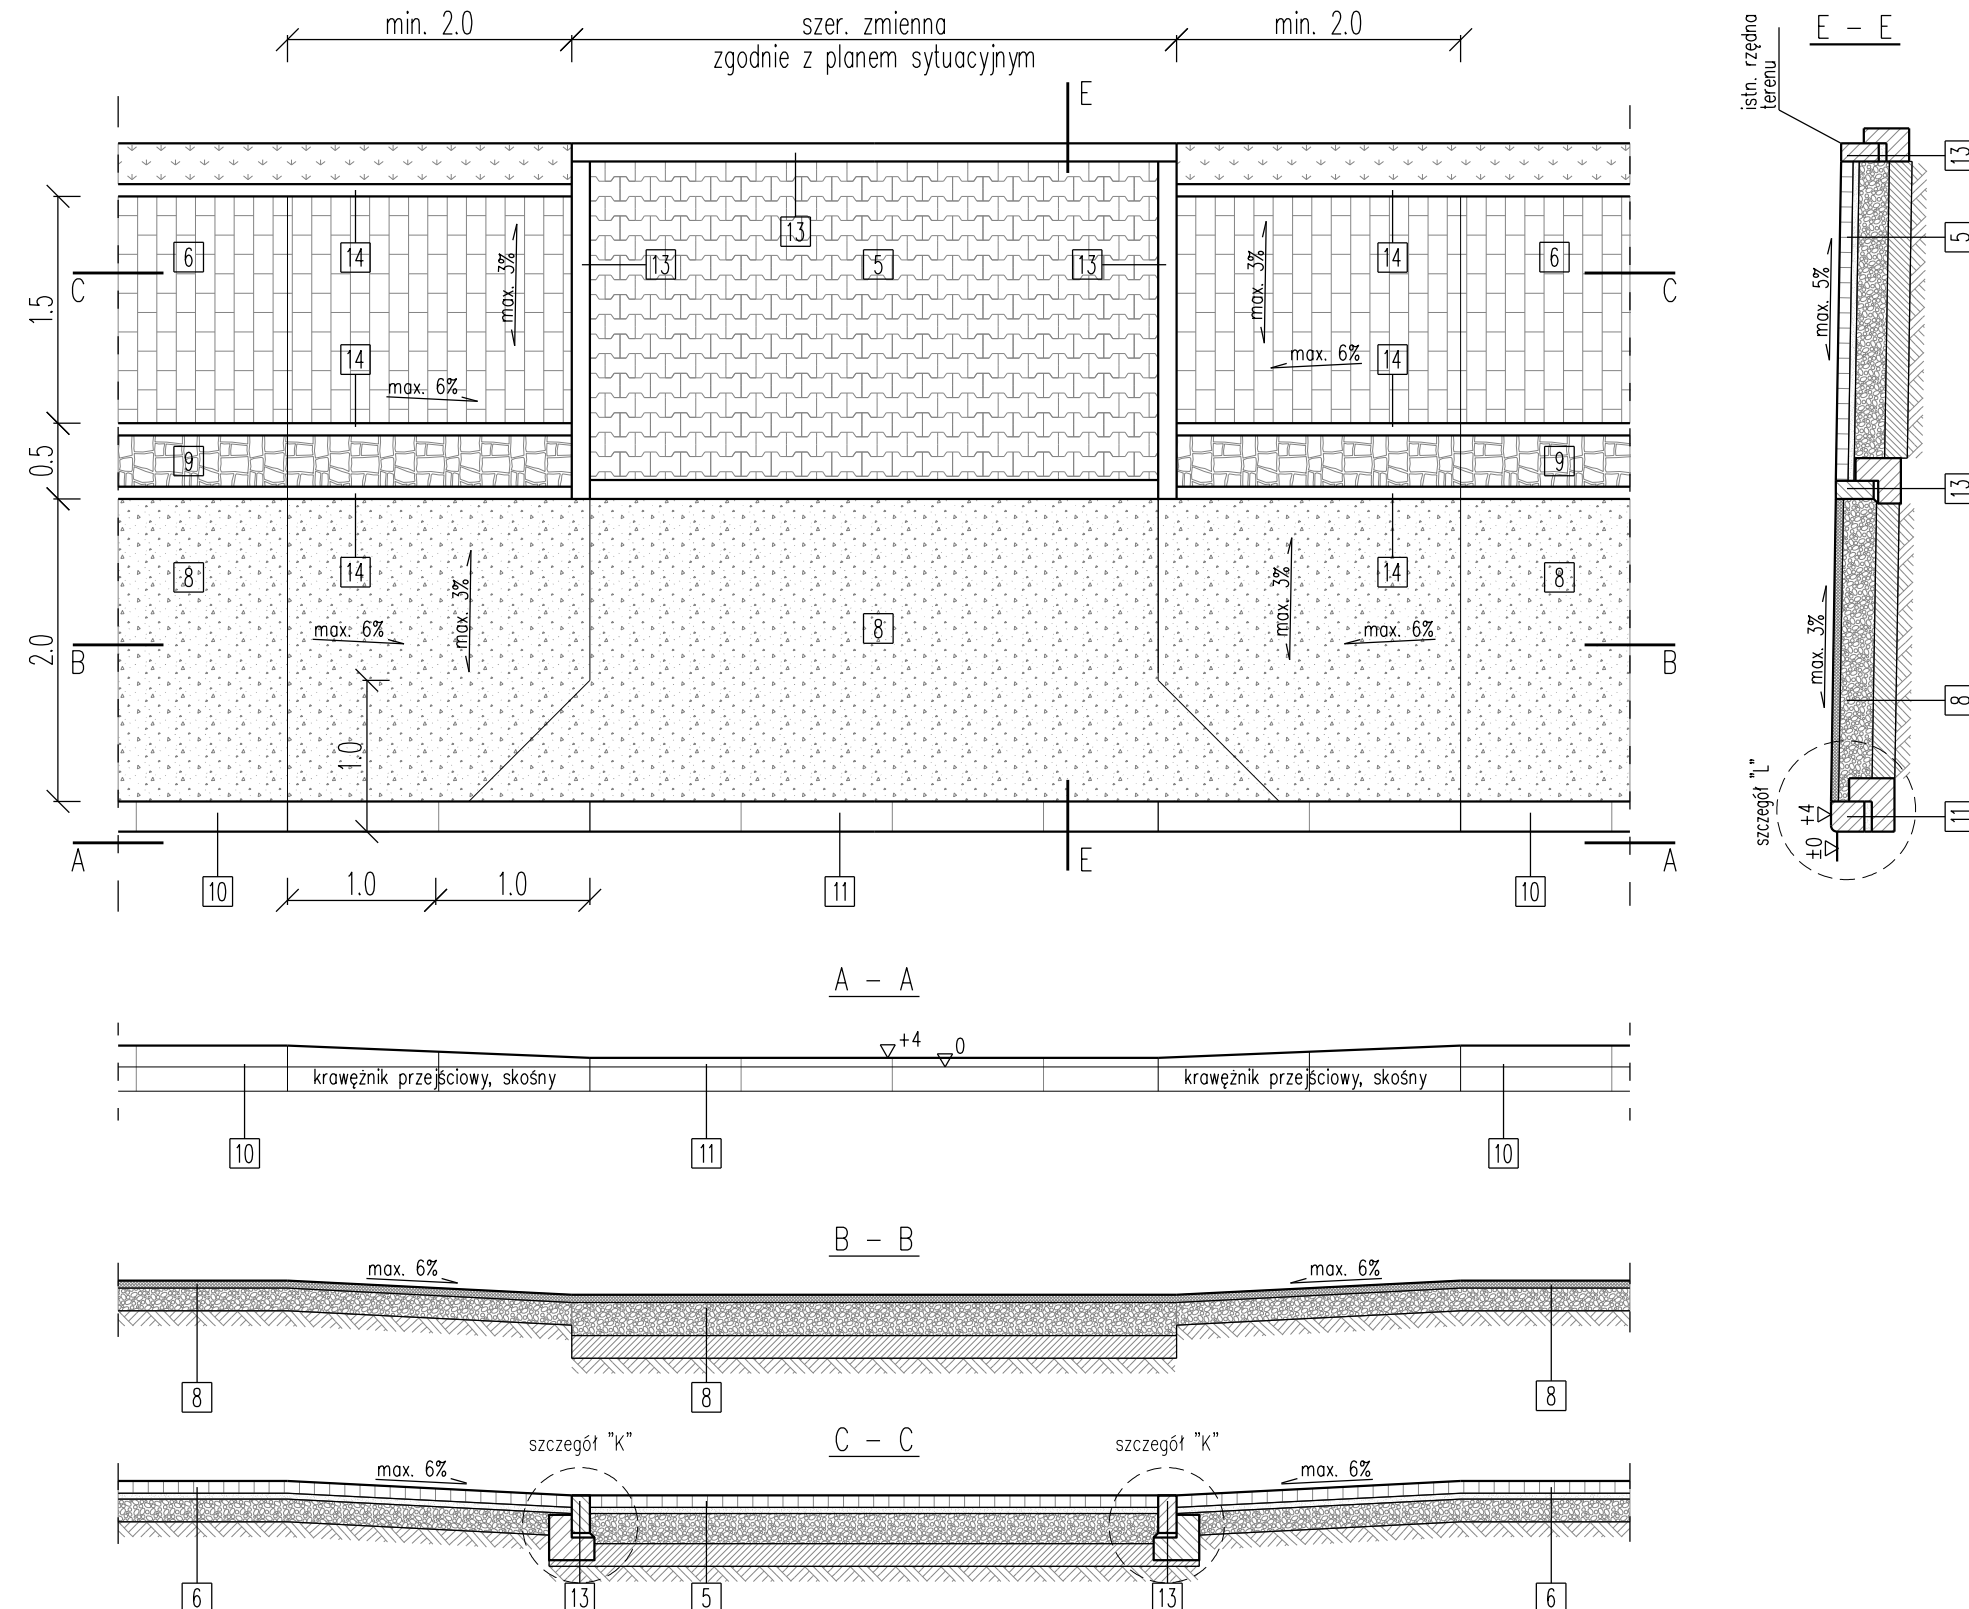 min. 2.0
szer. zmienna
zgodnie z planem sytuacyjnym
min. 2.0
E
E – E
istn. rzędna
terenu
13
6
14
max. 3%
13
13
5
13
max. 3%
14
6
5
C
C
1.5
max. 5%
14
max. 6%
max. 6%
14
0.5
9
9
13
8
14
max. 3%
max. 3%
14
8
max. 6%
8
max. 6%
max. 3%
2.0
B
B
8
1.0
szczegół "L"
+4
±0
11
A
E
A
10
1.0
1.0
11
10
A – A
+4
0
krawężnik przejściowy, skośny
krawężnik przejściowy, skośny
10
11
10
B – B
max. 6%
max. 6%
8
8
8
C – C
szczegół "K"
szczegół "K"
max. 6%
max. 6%
6
13
5
13
6